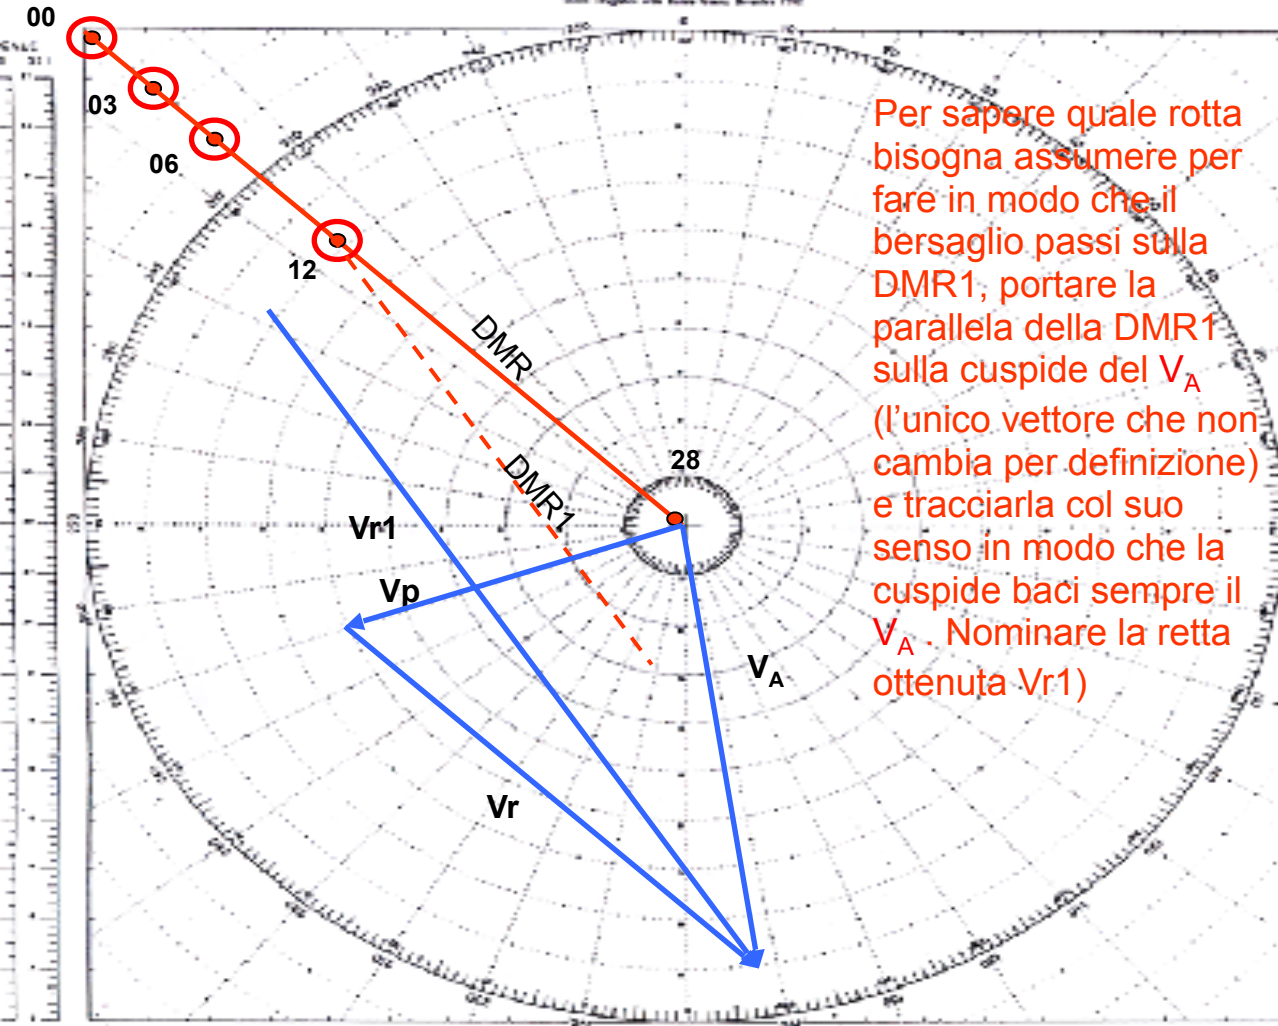 00
03
06
12
DMR
DMR1
28
Vr1
Vp
VA
Vr
Per sapere quale rotta
bisogna assumere per
fare in modo che il
bersaglio passi sulla
DMR1, portare la
parallela della DMR1
sulla cuspide del VA
(l'unico vettore che non
cambia per definizione)
e tracciarla col suo
senso in modo che la
cuspide baci sempre il
VA . Nominare la retta
ottenuta Vr1)